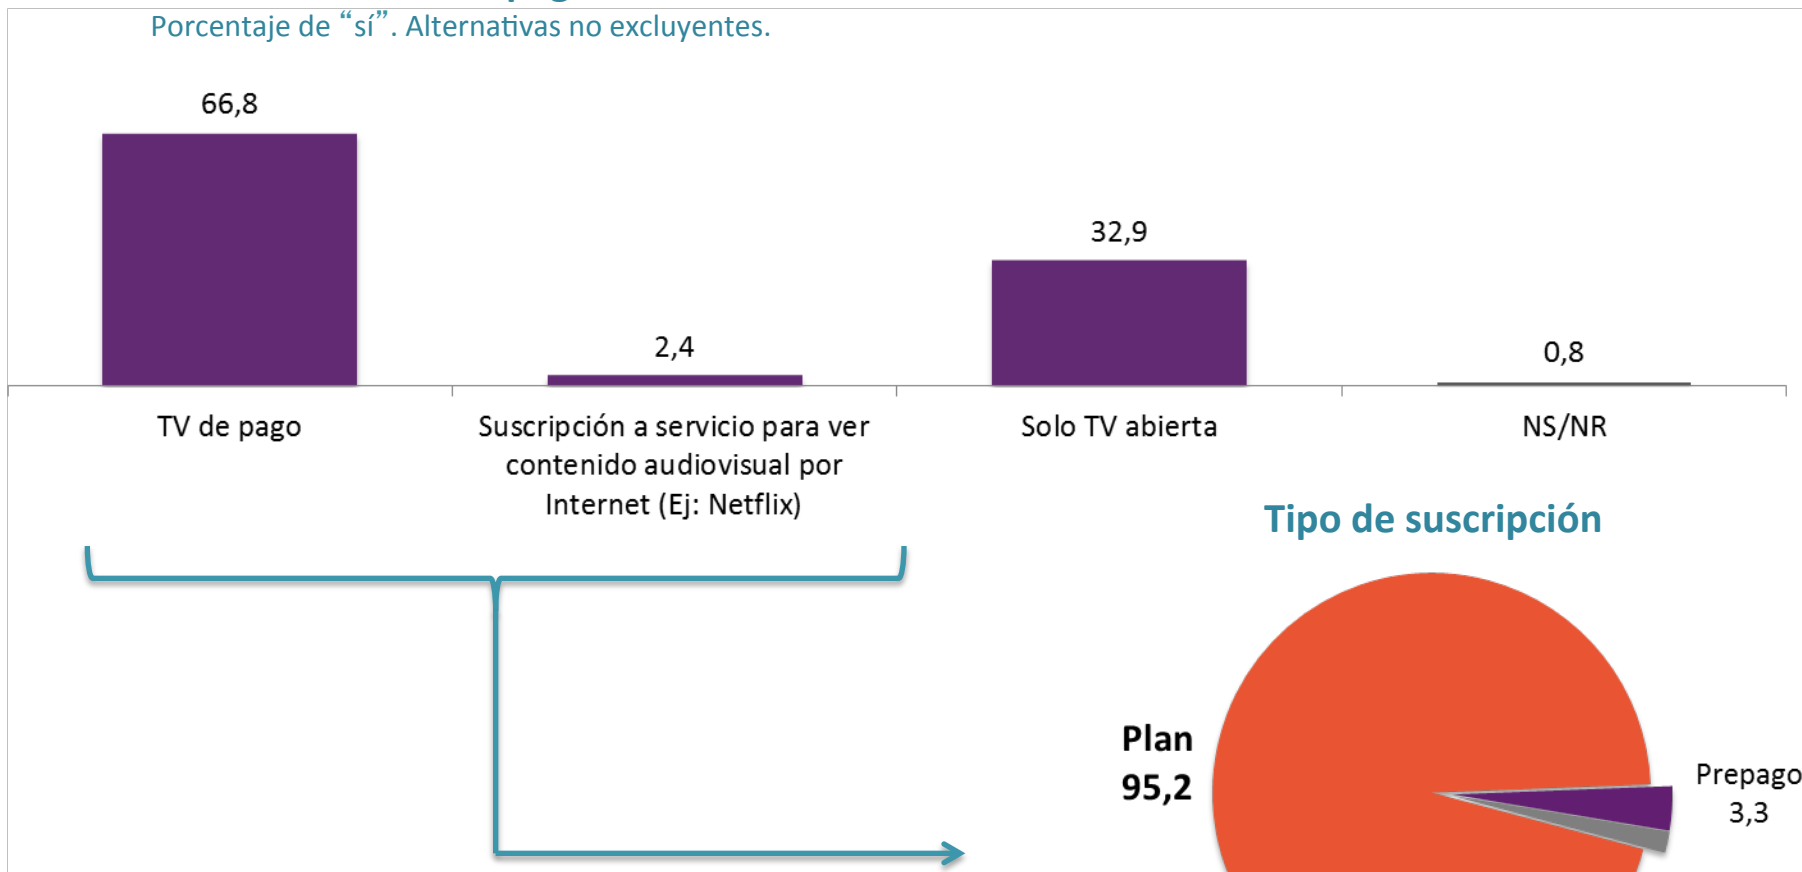 Porcentaje de “sí”. Alternativas no excluyentes.
66,8
2,4
32,9
0,8
TV de pago
Suscripción a servicio para ver
contenido audiovisual por
Internet (Ej: Netflix)
Solo TV abierta
NS/NR
Tipo de suscripción
Plan
95,2
Prepago
3,3